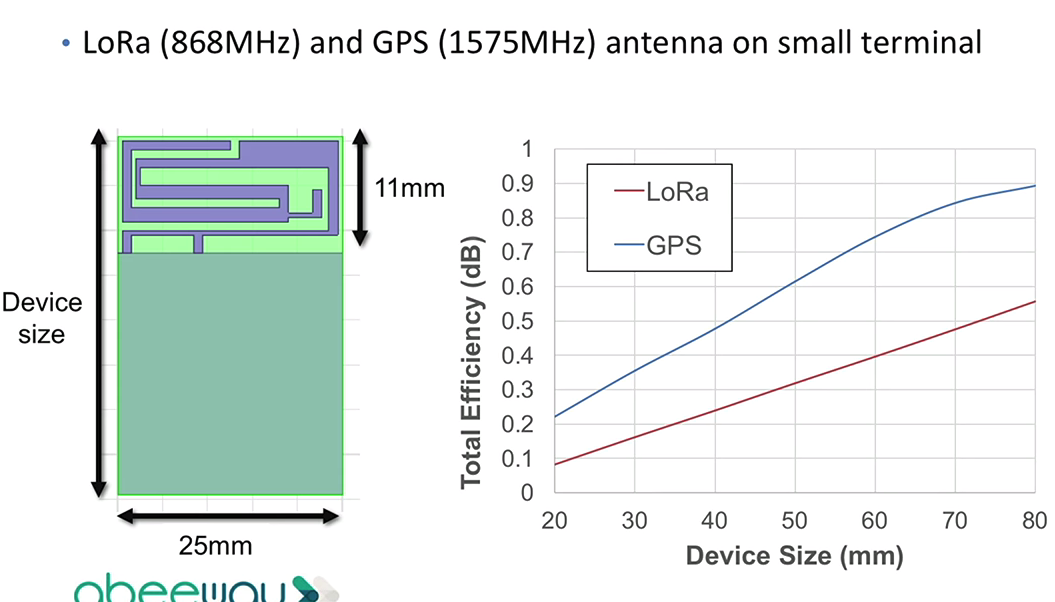 • LoRa (868MHz) and GPS (1575MHz) antenna on small terminal
11mm
Device
size
25mm
abeeway
1
0.9
0.8
0.7
0.6
0.5
0.4
0.3
0.2
0.1
0
Total Efficiency (dB)
LoRa
GPS
20 30 40 50 60 70 80
Device Size (mm)